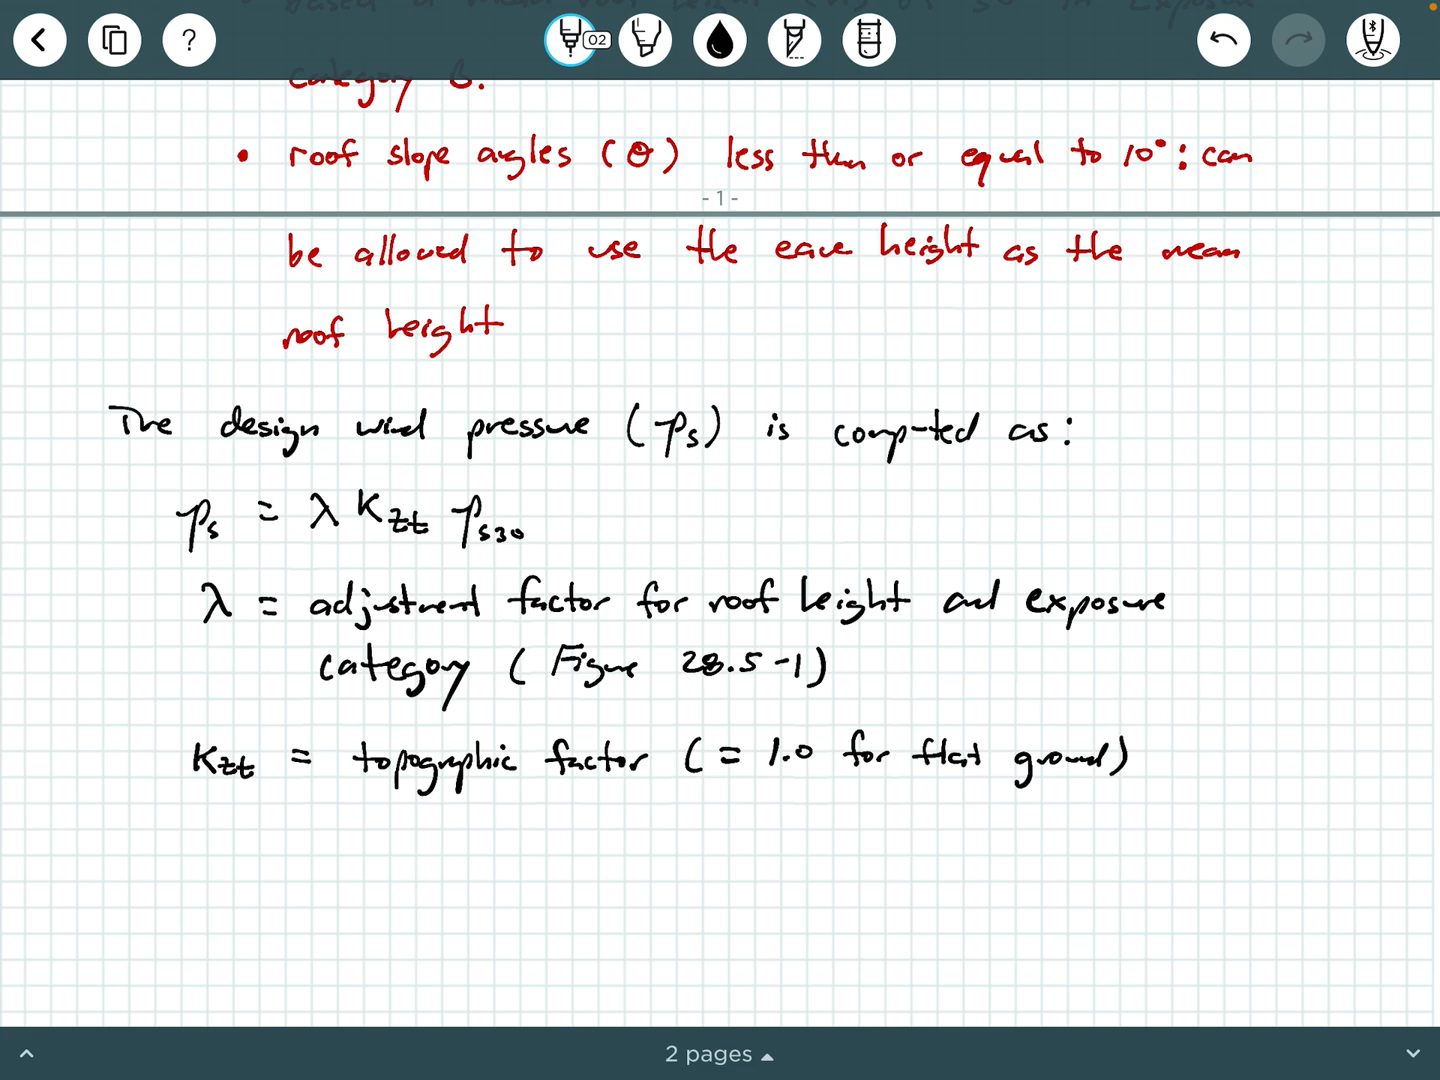 ?
02
category B.
• roof slope angles (θ) less than or equal to 10° : can
- 1 -
be allowed to use the eave height as the mean
roof height
The design wind pressure (ps) is computed as:
ps = λ Kzt ps30
λ = adjustment factor for roof height and exposure
category ( Figure 28.5-1)
Kzt = topographic factor ( = 1.0 for flat ground)
2 pages